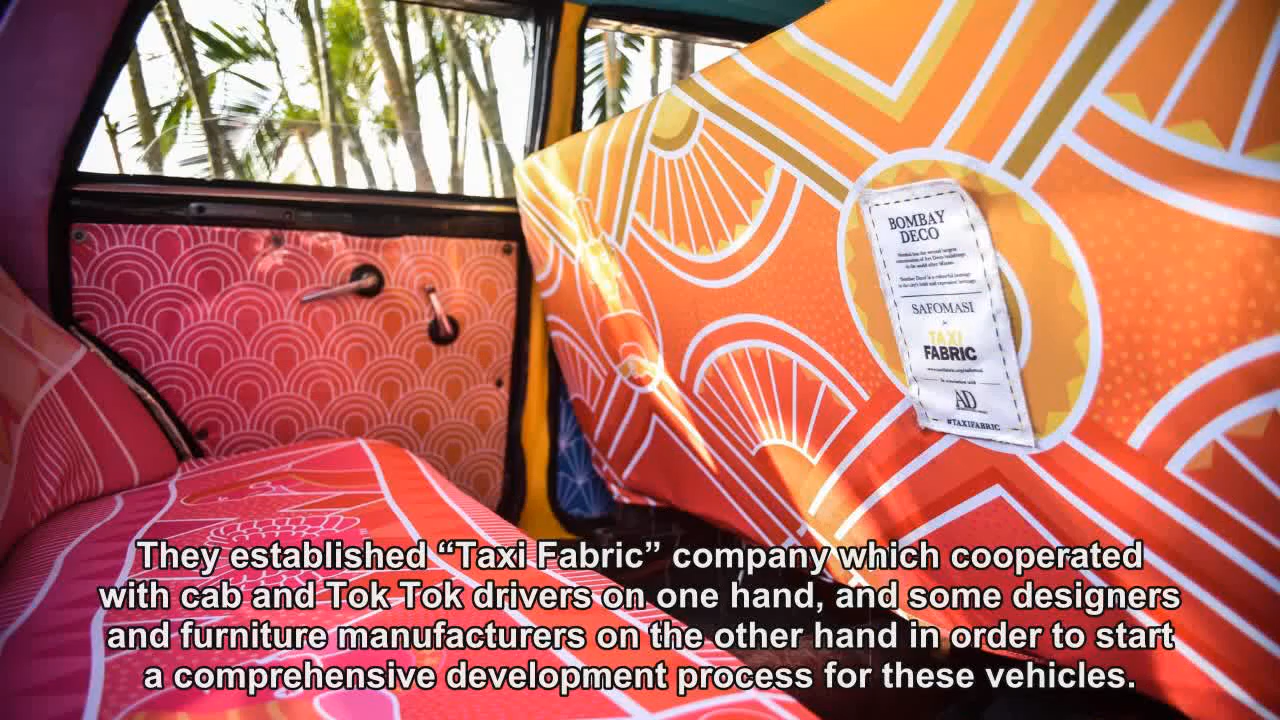 BOMBAY
DECO
SAFOMASI
for
TAXI
FABRIC
AD
#TAXIFABRIC
They established “Taxi Fabric” company which cooperated
with cab and Tok Tok drivers on one hand, and some designers
and furniture manufacturers on the other hand in order to start
a comprehensive development process for these vehicles.